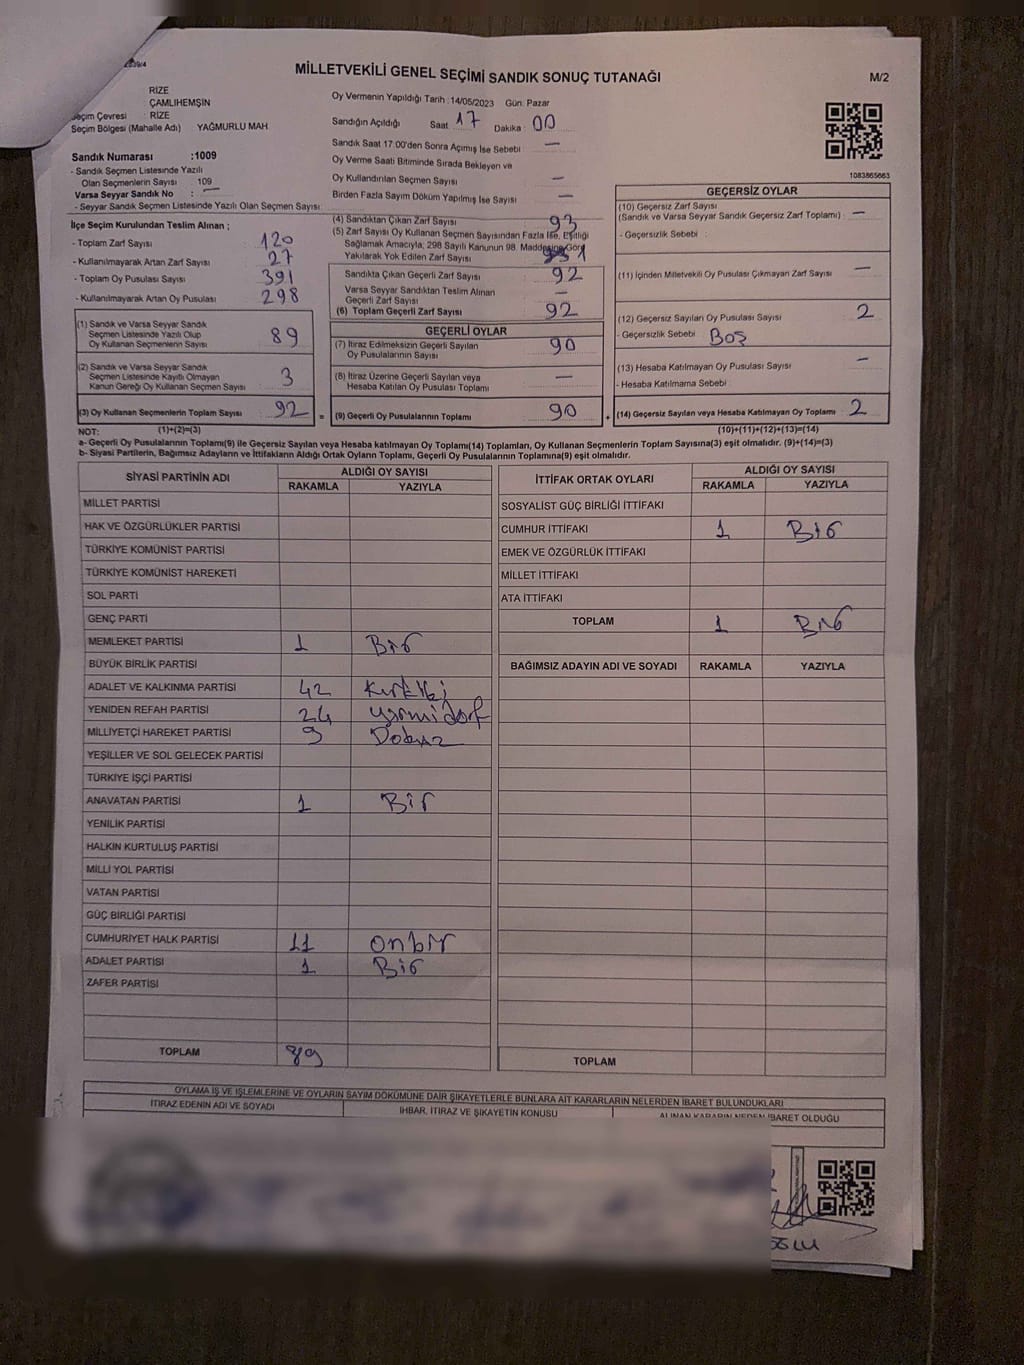 MİLLETVEKİLİ GENEL SEÇİMİ SANDIK SONUÇ TUTANAĞI
M/2
RİZE
ÇAMLIHEMŞİN
Seçim Çevresi : RİZE
Seçim Bölgesi (Mahalle Adı) YAĞMURLU MAH.
Oy Vermenin Yapıldığı Tarih :14/05/2023 Gün: Pazar
Sandığın Açıldığı Saat 17 Dakika : 00
Sandık Saat 17:00'den Sonra Açımış İse Sebebi —
Oy Verme Saati Bitiminde Sırada Bekleyen ve
Oy Kullandırılan Seçmen Sayısı —
Birden Fazla Sayım Döküm Yapılmış İse Sayısı —
1083865663
Sandık Numarası :1009
- Sandık Seçmen Listesinde Yazılı
Olan Seçmenlerin Sayısı : 109
Varsa Seyyar Sandık No : —
- Seyyar Sandık Seçmen Listesinde Yazılı Olan Seçmen Sayısı:
İlçe Seçim Kurulundan Teslim Alınan ;
- Toplam Zarf Sayısı 120
- Kullanılmayarak Artan Zarf Sayısı 27
- Toplam Oy Pusulası Sayısı 391
- Kullanılmayarak Artan Oy Pusulası 298
(1) Sandık ve Varsa Seyyar Sandık
Seçmen Listesinde Yazılı Olup
Oy Kullanan Seçmenlerin Sayısı 89
(2) Sandık ve Varsa Seyyar Sandık
Seçmen Listesinde Kayıtlı Olmayan
Kanun Gereği Oy Kullanan Seçmen Sayısı 3
(3) Oy Kullanan Seçmenlerin Toplam Sayısı 92 =
(4) Sandıktan Çıkan Zarf Sayısı 93
(5) Zarf Sayısı Oy Kullanan Seçmen Sayısından Fazla İse, Eşitliği
Sağlamak Amacıyla; 298 Sayılı Kanunun 98. Maddesine Göre
Yakılarak Yok Edilen Zarf Sayısı 1
Sandıkta Çıkan Geçerli Zarf Sayısı 92
Varsa Seyyar Sandıktan Teslim Alınan
Geçerli Zarf Sayısı —
(6) Toplam Geçerli Zarf Sayısı 92
GEÇERLİ OYLAR
(7) İtiraz Edilmeksizin Geçerli Sayılan
Oy Pusulalarının Sayısı 90
(8) İtiraz Üzerine Geçerli Sayılan veya
Hesaba Katılan Oy Pusulası Toplamı —
(9) Geçerli Oy Pusulalarının Toplamı 90 +
GEÇERSİZ OYLAR
(10) Geçersiz Zarf Sayısı
(Sandık ve Varsa Seyyar Sandık Geçersiz Zarf Toplamı) —
- Geçersizlik Sebebi :
(11) İçinden Milletvekili Oy Pusulası Çıkmayan Zarf Sayısı —
(12) Geçersiz Sayılan Oy Pusulası Sayısı 2
- Geçersizlik Sebebi Boş
(13) Hesaba Katılmayan Oy Pusulası Sayısı —
- Hesaba Katılmama Sebebi
(14) Geçersiz Sayılan veya Hesaba Katılmayan Oy Toplamı 2
NOT: (1)+(2)=(3) (10)+(11)+(12)+(13)=(14)
a- Geçerli Oy Pusulalarının Toplamı(9) ile Geçersiz Sayılan veya Hesaba katılmayan Oy Toplamı(14) Toplamları, Oy Kullanan Seçmenlerin Toplam Sayısına(3) eşit olmalıdır. (9)+(14)=(3)
b- Siyasi Partilerin, Bağımsız Adayların ve İttifakların Aldığı Ortak Oyların Toplamı, Geçerli Oy Pusulalarının Toplamına(9) eşit olmalıdır.
SİYASİ PARTİNİN ADI ALDIĞI OY SAYISI
RAKAMLA YAZIYLA
MİLLET PARTİSİ
HAK VE ÖZGÜRLÜKLER PARTİSİ
TÜRKİYE KOMÜNİST PARTİSİ
TÜRKİYE KOMÜNİST HAREKETİ
SOL PARTİ
GENÇ PARTİ
MEMLEKET PARTİSİ 1 Bir
BÜYÜK BİRLİK PARTİSİ
ADALET VE KALKINMA PARTİSİ 42 Kırkiki
YENİDEN REFAH PARTİSİ 24 yirmidört
MİLLİYETÇİ HAREKET PARTİSİ 9 Dokuz
YEŞİLLER VE SOL GELECEK PARTİSİ
TÜRKİYE İŞÇİ PARTİSİ
ANAVATAN PARTİSİ 1 Bir
YENİLİK PARTİSİ
HALKIN KURTULUŞ PARTİSİ
MİLLİ YOL PARTİSİ
VATAN PARTİSİ
GÜÇ BİRLİĞİ PARTİSİ
CUMHURİYET HALK PARTİSİ 11 onbir
ADALET PARTİSİ 1 Bir
ZAFER PARTİSİ
TOPLAM 89
İTTİFAK ORTAK OYLARI ALDIĞI OY SAYISI
RAKAMLA YAZIYLA
SOSYALİST GÜÇ BİRLİĞİ İTTİFAKI
CUMHUR İTTİFAKI 1 Bir
EMEK VE ÖZGÜRLÜK İTTİFAKI
MİLLET İTTİFAKI
ATA İTTİFAKI
TOPLAM 1 Bir
BAĞIMSIZ ADAYIN ADI VE SOYADI RAKAMLA YAZIYLA
TOPLAM
OYLAMA İŞ VE İŞLEMLERİNE VE OYLARIN SAYIM DÖKÜMÜNE DAİR ŞİKAYETLERLE BUNLARA AİT KARARLARIN NELERDEN İBARET BULUNDUKLARI
İTİRAZ EDENİN ADI VE SOYADI İHBAR, İTİRAZ VE ŞİKAYETİN KONUSU ALINAN KARARIN NEDEN İBARET OLDUĞU